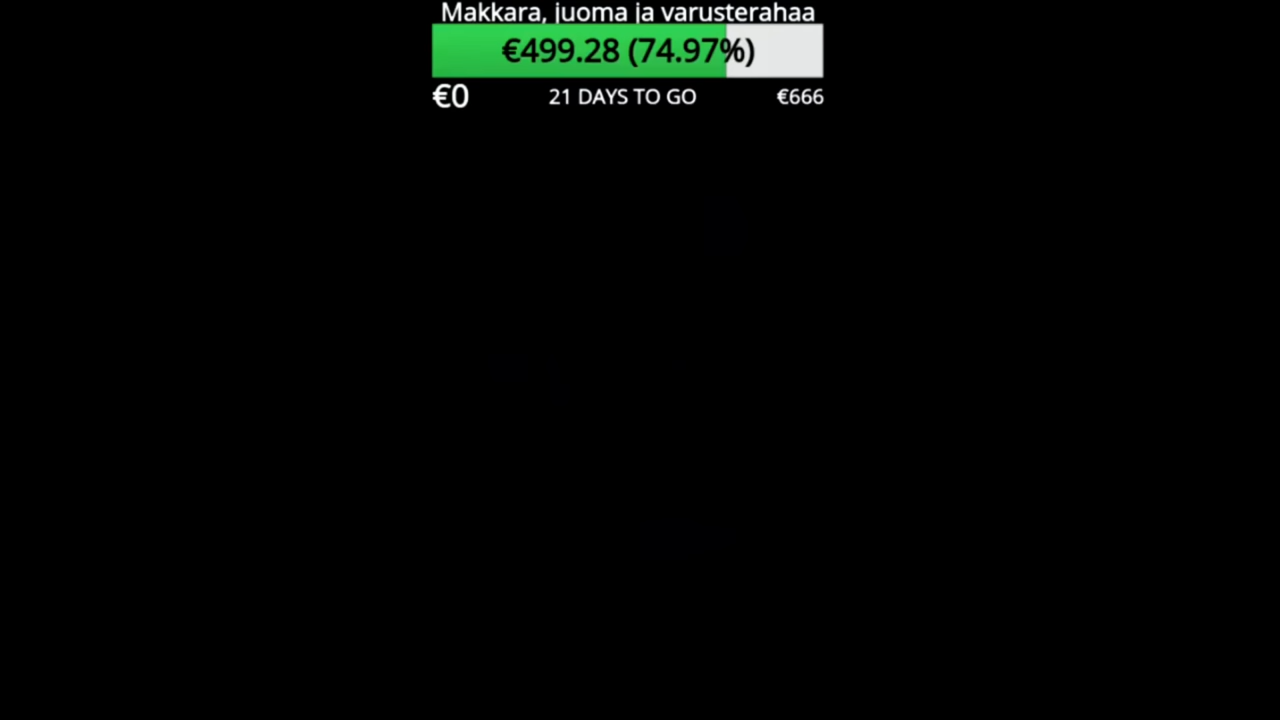 Makkara, juoma ja varusterahaa
€499.28 (74.97%)
€0 21 DAYS TO GO €666